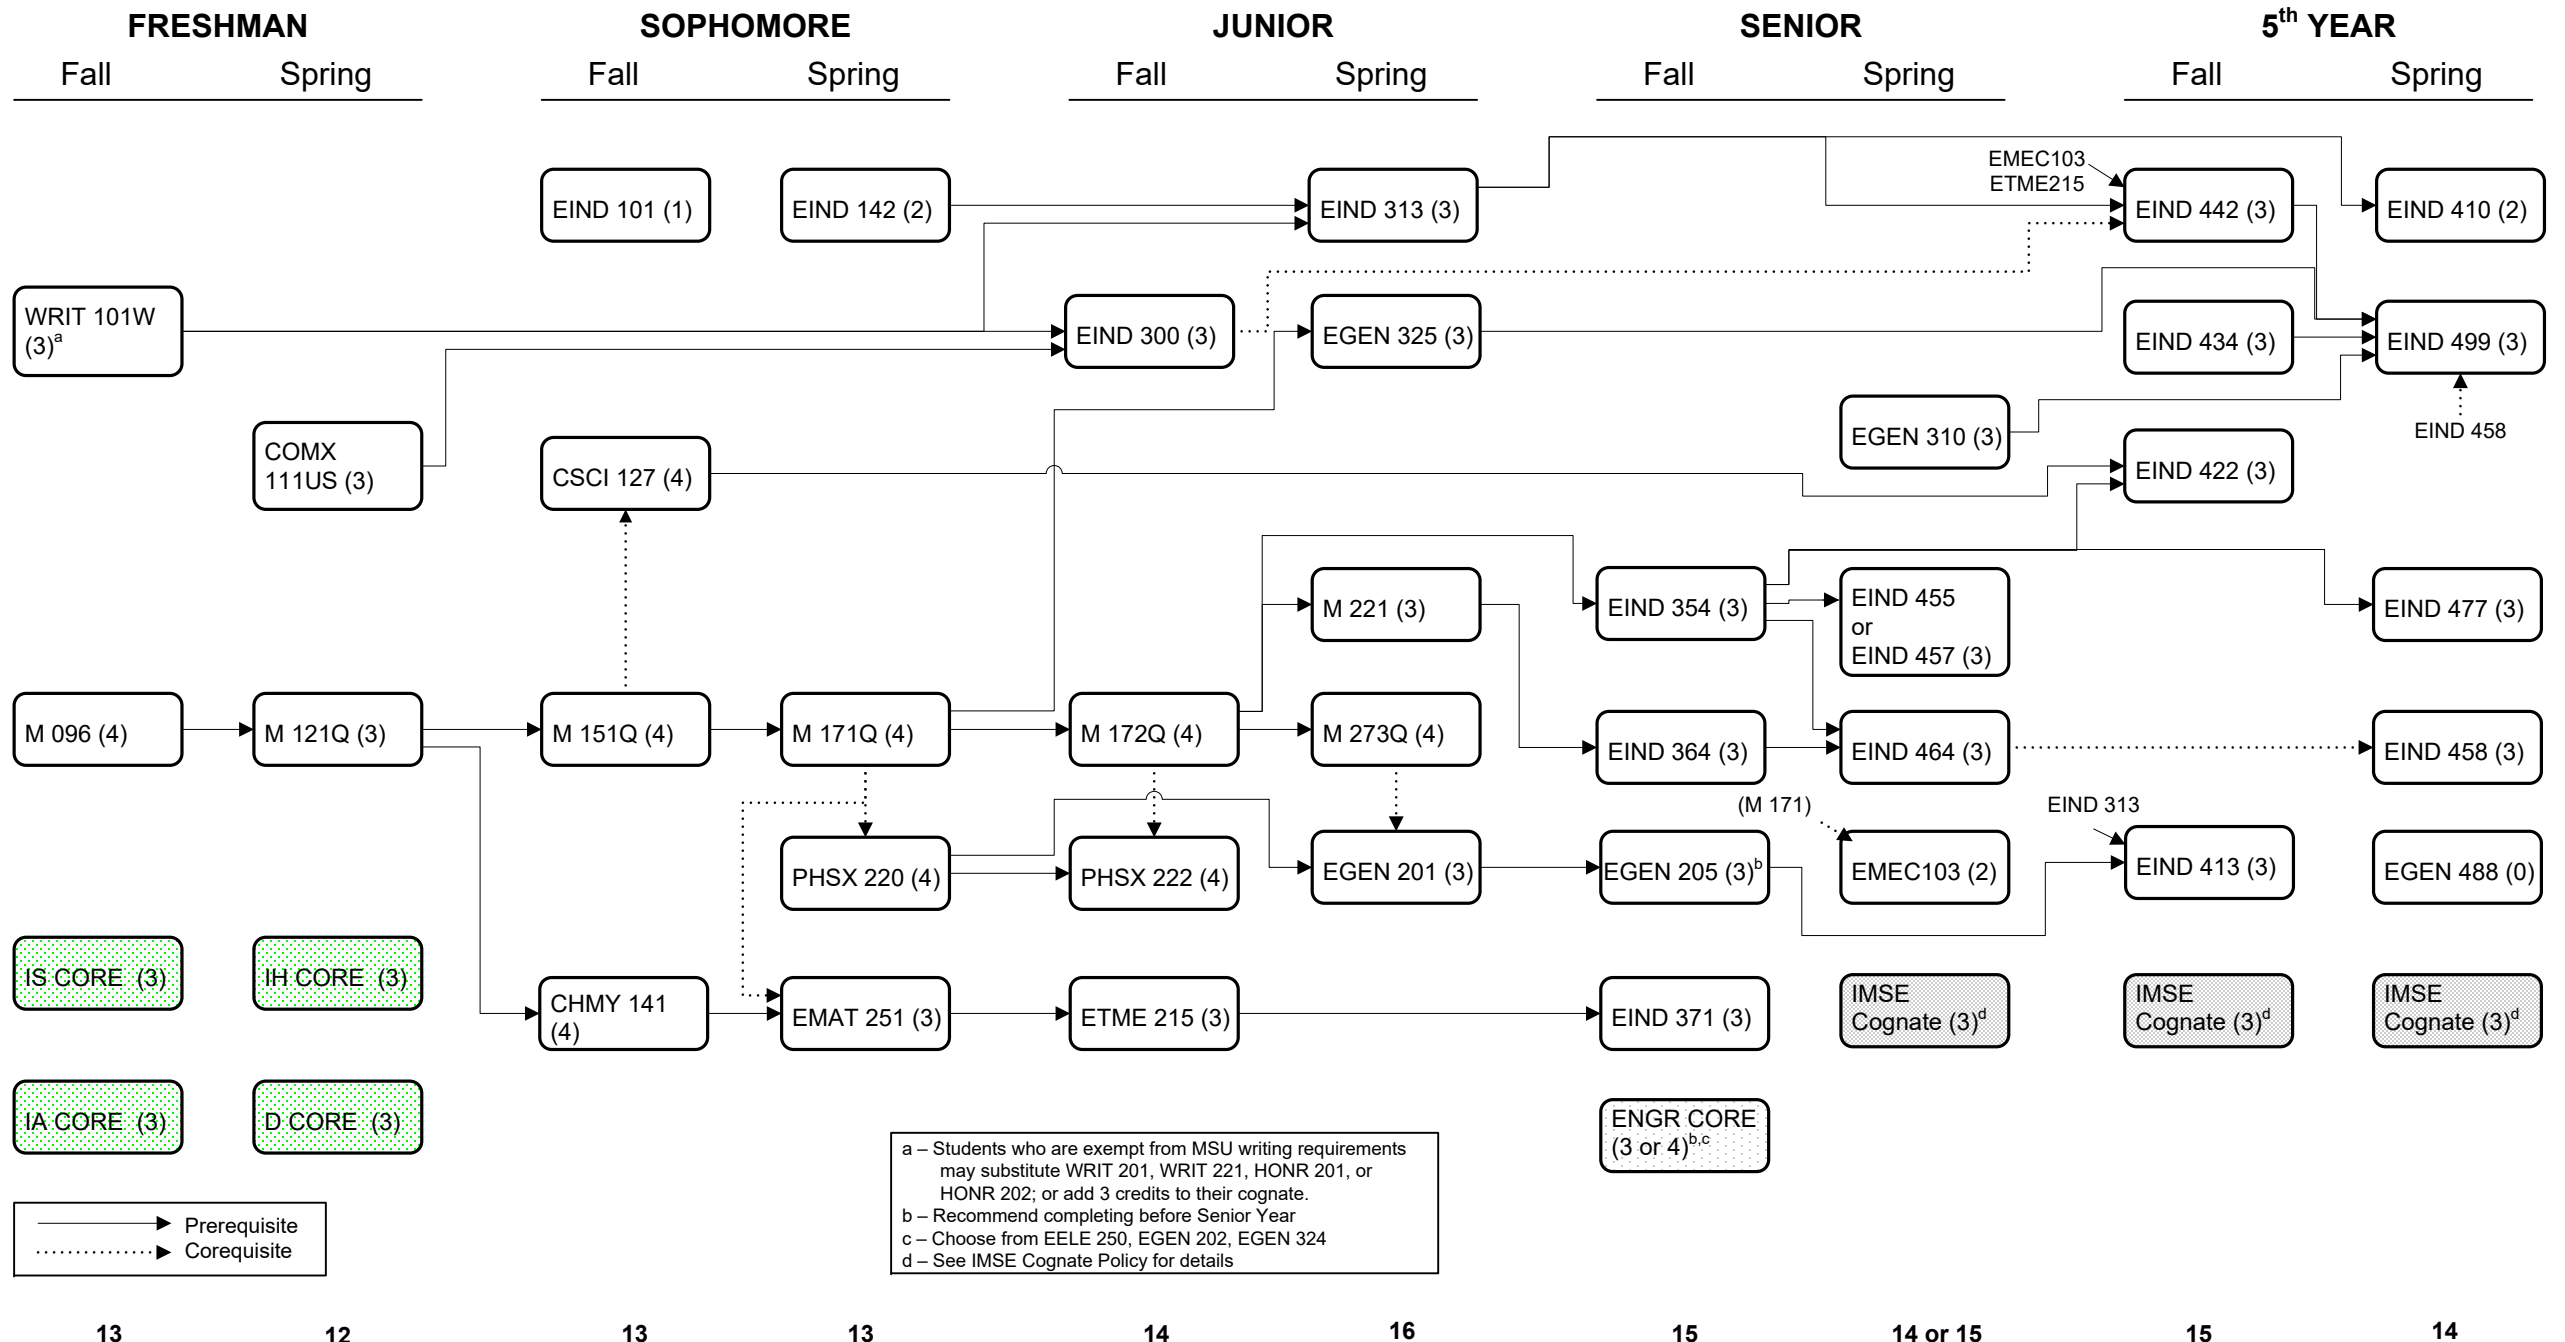 FRESHMAN
SOPHOMORE
JUNIOR
SENIOR
5th YEAR
Fall
Spring
Fall
Spring
Fall
Spring
Fall
Spring
Fall
Spring
EMEC103
ETME215
EIND 101 (1)
EIND 142 (2)
EIND 313 (3)
EIND 442 (3)
EIND 410 (2)
WRIT 101W
(3)a
EIND 300 (3)
EGEN 325 (3)
EIND 434 (3)
EIND 499 (3)
EIND 458
COMX
111US (3)
CSCI 127 (4)
EGEN 310 (3)
EIND 422 (3)
M 221 (3)
EIND 354 (3)
EIND 455
or
EIND 457 (3)
EIND 477 (3)
M 096 (4)
M 121Q (3)
M 151Q (4)
M 171Q (4)
M 172Q (4)
M 273Q (4)
EIND 364 (3)
EIND 464 (3)
EIND 458 (3)
(M 171)
EIND 313
PHSX 220 (4)
PHSX 222 (4)
EGEN 201 (3)
EGEN 205 (3)b
EMEC103 (2)
EIND 413 (3)
EGEN 488 (0)
IS CORE (3)
IH CORE (3)
CHMY 141
(4)
EMAT 251 (3)
ETME 215 (3)
EIND 371 (3)
IMSE
Cognate (3)d
IMSE
Cognate (3)d
IMSE
Cognate (3)d
IA CORE (3)
D CORE (3)
ENGR CORE
(3 or 4)b,c
a – Students who are exempt from MSU writing requirements
may substitute WRIT 201, WRIT 221, HONR 201, or
HONR 202; or add 3 credits to their cognate.
b – Recommend completing before Senior Year
c – Choose from EELE 250, EGEN 202, EGEN 324
d – See IMSE Cognate Policy for details
Prerequisite
Corequisite
13
12
13
13
14
16
15
14 or 15
15
14